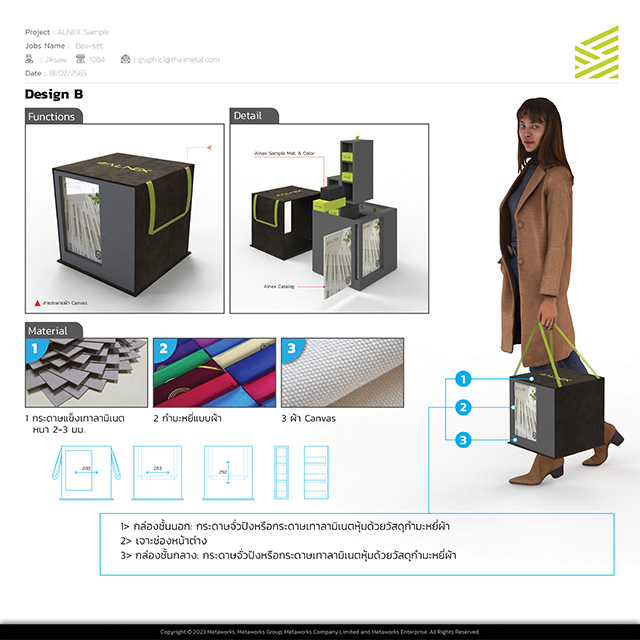 Project : ALNEX Sample
Jobs Name : Box-set
: Jiksaw : 1084 : graphic1@thaimetal.com
Date : 18/02/2565
Design B
Functions
Detail
ALNEX
Alnex Sample Mat. & Color
Alnex Catalog
สายสะพายผ้า Canvas
Material
1
2
3
1 กระดาษแข็งเทาลามิเนต
หนา 2-3 มม.
2 กำมะหยี่แบบผ้า
3 ผ้า Canvas
280
283
292
1
2
3
1> กล่องชั้นนอก: กระดาษจั่วปังหรือกระดาษเทาลามิเนตหุ้มด้วยวัสดุกำมะหยี่ผ้า
2> เจาะช่องหน้าต่าง
3> กล่องชั้นกลาง: กระดาษจั่วปังหรือกระดาษเทาลามิเนตหุ้มด้วยวัสดุกำมะหยี่ผ้า
Copyright © 2023 Metaworks, Metaworks Group, Metaworks Company Limited and Metaworks Enterprise. All Rights Reserved.